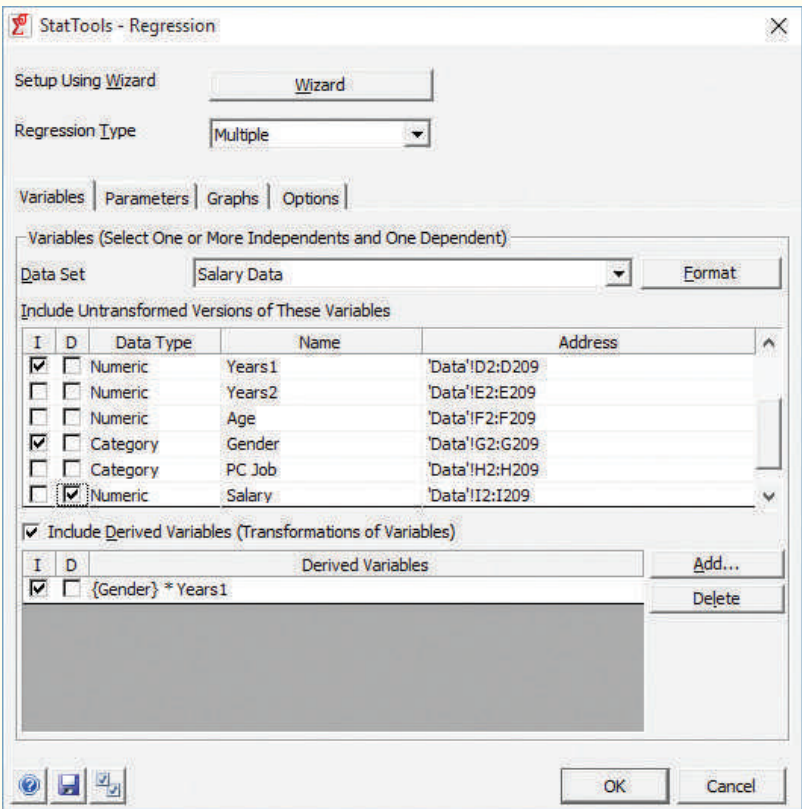 StatTools - Regression
Setup Using Wizard Wizard
Regression Type Multiple
Variables Parameters Graphs Options
Variables (Select One or More Independents and One Dependent)
Data Set Salary Data Format
Include Untransformed Versions of These Variables
I D Data Type Name Address
Numeric Years1 'Data'!D2:D209
Numeric Years2 'Data'!E2:E209
Numeric Age 'Data'!F2:F209
Category Gender 'Data'!G2:G209
Category PC Job 'Data'!H2:H209
Numeric Salary 'Data'!I2:I209
Include Derived Variables (Transformations of Variables)
I D Derived Variables Add...
{Gender} * Years1 Delete
OK Cancel